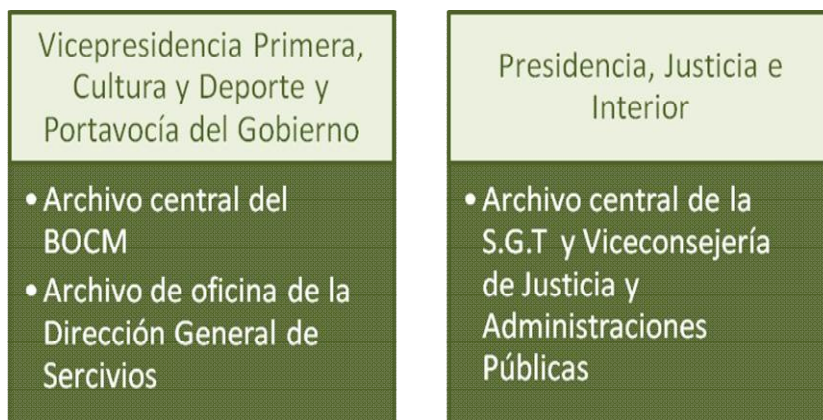 Vicepresidencia Primera,
Cultura y Deporte y
Portavocía del Gobierno
• Archivo central del
BOCM
• Archivo de oficina de la
Dirección General de
Sercivios
Presidencia, Justicia e
Interior
• Archivo central de la
S.G.T y Viceconsejería
de Justicia y
Administraciones
Públicas